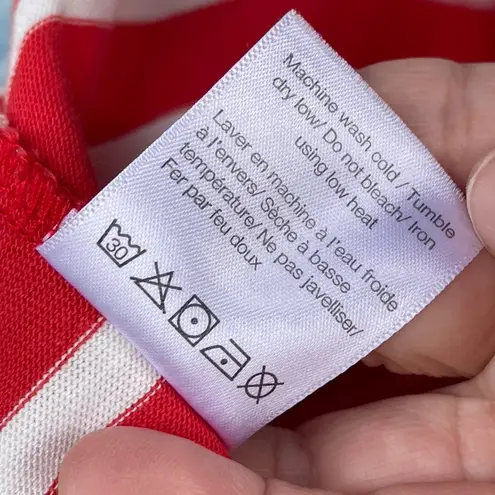 Machine wash cold/ Tumble
dry low/ Do not bleach/ Iron
using low heat
Laver en machine à l'eau froide
à l'envers/ Sèche à basse
température/ Ne pas javelliser/
Fer par feu doux
30